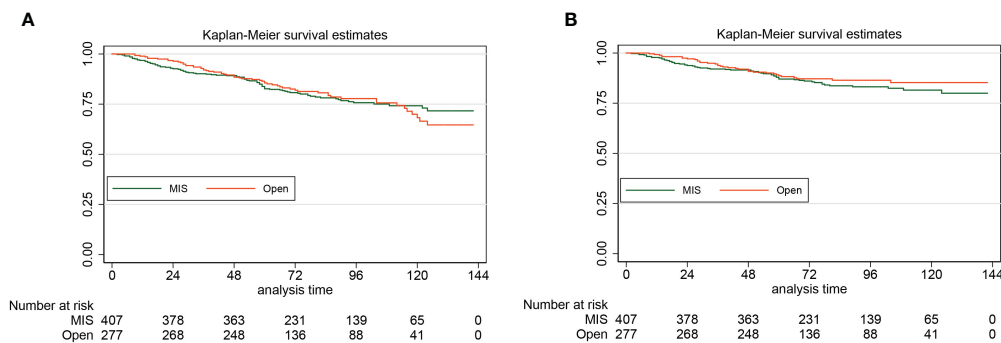 A
Kaplan-Meier survival estimates
1.00
0.75
0.50
0.25
0.00
MIS Open
0 24 48 72 96 120 144
analysis time
Number at risk
MIS 407 378 363 231 139 65 0
Open 277 268 248 136 88 41 0
B
Kaplan-Meier survival estimates
1.00
0.75
0.50
0.25
0.00
MIS Open
0 24 48 72 96 120 144
analysis time
Number at risk
MIS 407 378 363 231 139 65 0
Open 277 268 248 136 88 41 0